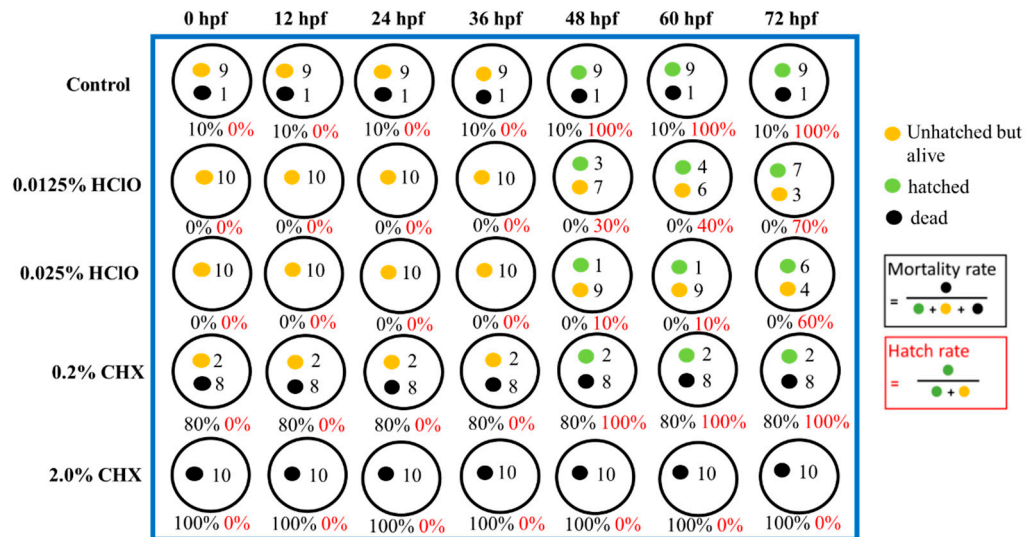 0 hpf 12 hpf 24 hpf 36 hpf 48 hpf 60 hpf 72 hpf
Control
9 9 9 9 9 9 9
1 1 1 1 1 1 1
10% 0% 10% 0% 10% 0% 10% 0% 10% 100% 10% 100% 10% 100%
0.0125% HClO
10 10 10 10
3 4 7
7 6 3
0% 0% 0% 0% 0% 0% 0% 0% 0% 30% 0% 40% 0% 70%
0.025% HClO
10 10 10 10
1 1 6
9 9 4
0% 0% 0% 0% 0% 0% 0% 0% 0% 10% 0% 10% 0% 60%
0.2% CHX
2 2 2 2 2 2 2
8 8 8 8 8 8 8
80% 0% 80% 0% 80% 0% 80% 0% 80% 100% 80% 100% 80% 100%
2.0% CHX
10 10 10 10 10 10 10
100% 0% 100% 0% 100% 0% 100% 0% 100% 0% 100% 0% 100% 0%
Unhatched but
alive
hatched
dead
Mortality rate
=
+ +
Hatch rate
=
+